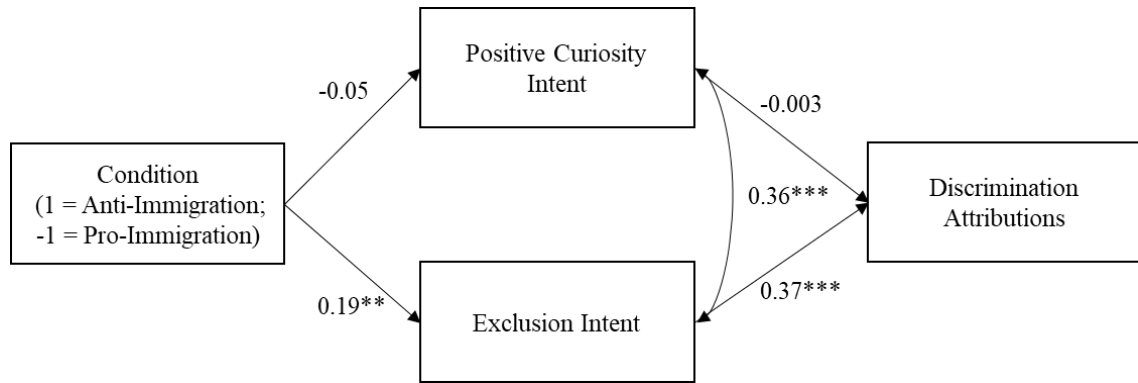 Positive Curiosity
Intent
-0.05
-0.003
Condition
(1 = Anti-Immigration;
-1 = Pro-Immigration)
0.36***
Discrimination
Attributions
0.19**
Exclusion Intent
0.37***